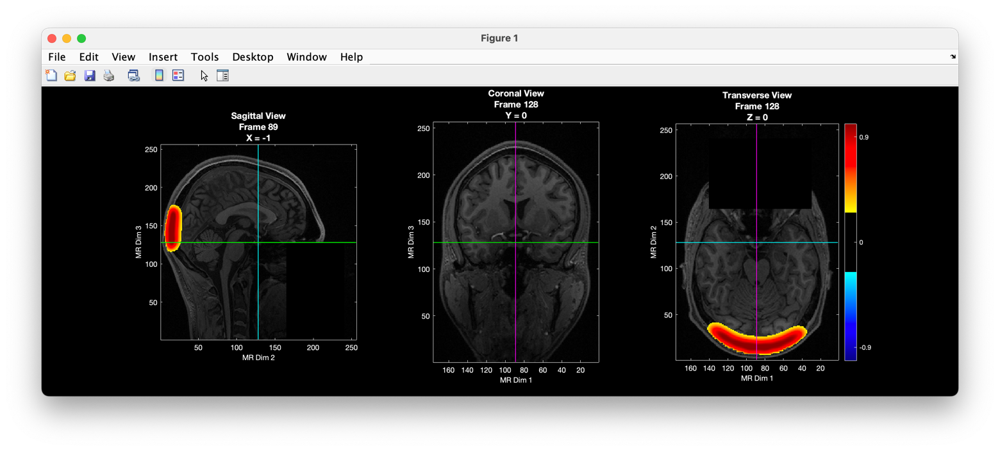 Figure 1
File Edit View Insert Tools Desktop Window Help
Sagittal View
Frame 89
X = -1
250
200
150
100
50
MR Dim 3
50 100 150 200 250
MR Dim 2
Coronal View
Frame 128
Y = 0
250
200
150
100
50
MR Dim 3
160 140 120 100 80 60 40 20
MR Dim 1
Transverse View
Frame 128
Z = 0
250
200
150
100
50
MR Dim 2
160 140 120 100 80 60 40 20
MR Dim 1
0.9
0
-0.9